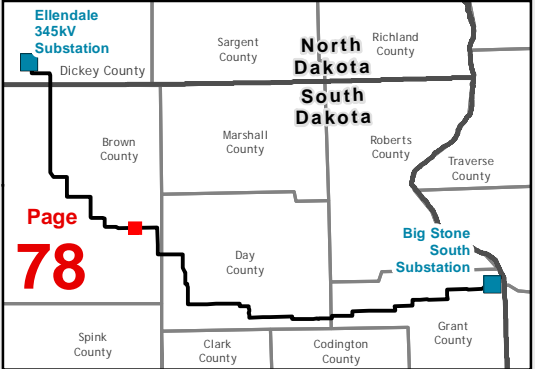 Ellendale
345kV
Substation
Dickey County
Sargent
County
North
Dakota
Richland
County
South
Dakota
Brown
County
Marshall
County
Roberts
County
Traverse
County
Page
78
Day
County
Big Stone
South
Substation
Spink
County
Clark
County
Codington
County
Grant
County